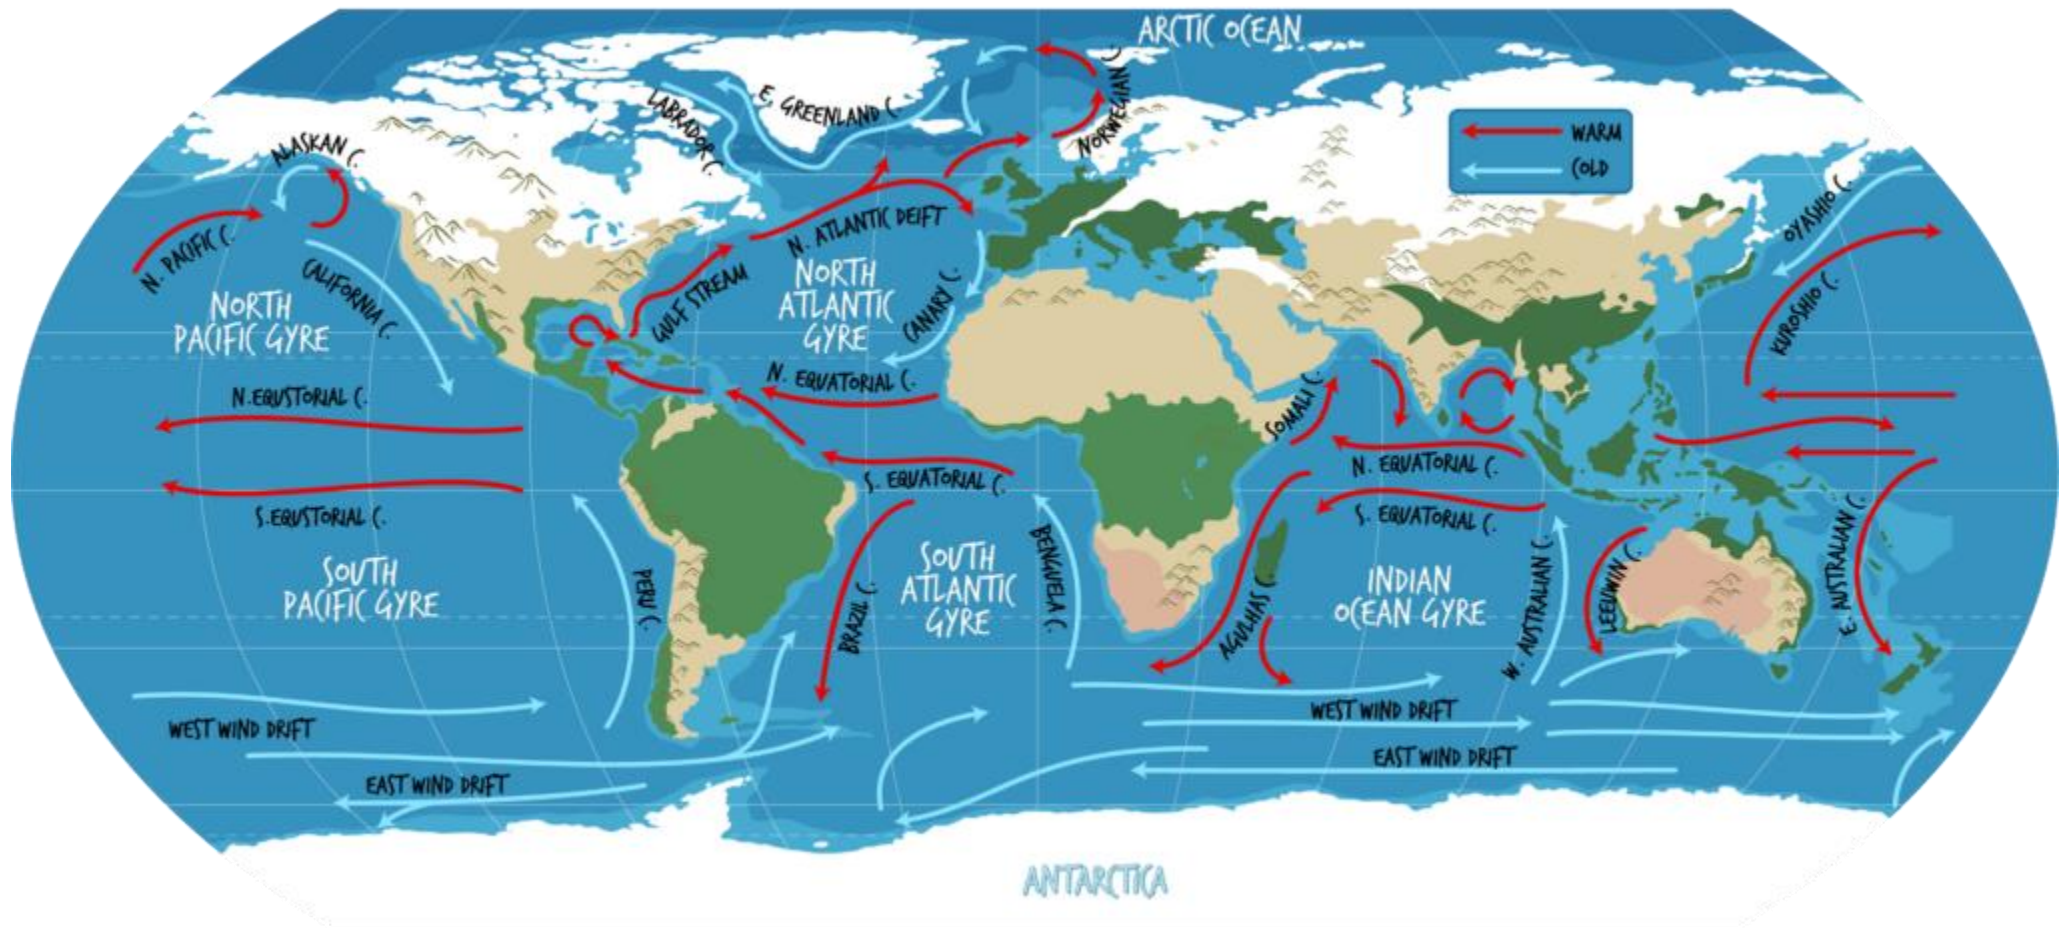 ARCTIC OCEAN
NORWEGIAN C.
E. GREENLAND C.
LABRADOR C.
ALASKAN C.
WARM
COLD
OYASHIO C.
N. PACIFIC C.
CALIFORNIA C.
N. ATLANTIC DEIFT
GULF STREAM
NORTH
ATLANTIC
GYRE
CANARY C.
KUROSHIO C.
NORTH
PACIFIC GYRE
N. EQUATORIAL C.
N.EQUSTORIAL C.
SOMALI C.
N. EQUATORIAL C.
S. EQUATORIAL C.
S.EQUSTORIAL C.
S. EQUATORIAL C.
E. AUSTRALIAN C.
SOUTH
PACIFIC GYRE
PERU C.
BRAZIL C.
SOUTH
ATLANTIC
GYRE
BENGUELA C.
AGULHAS C.
INDIAN
OCEAN GYRE
W. AUSTRALIAN C.
LEEUWIN C.
WEST WIND DRIFT
WEST WIND DRIFT
EAST WIND DRIFT
EAST WIND DRIFT
ANTARCTICA